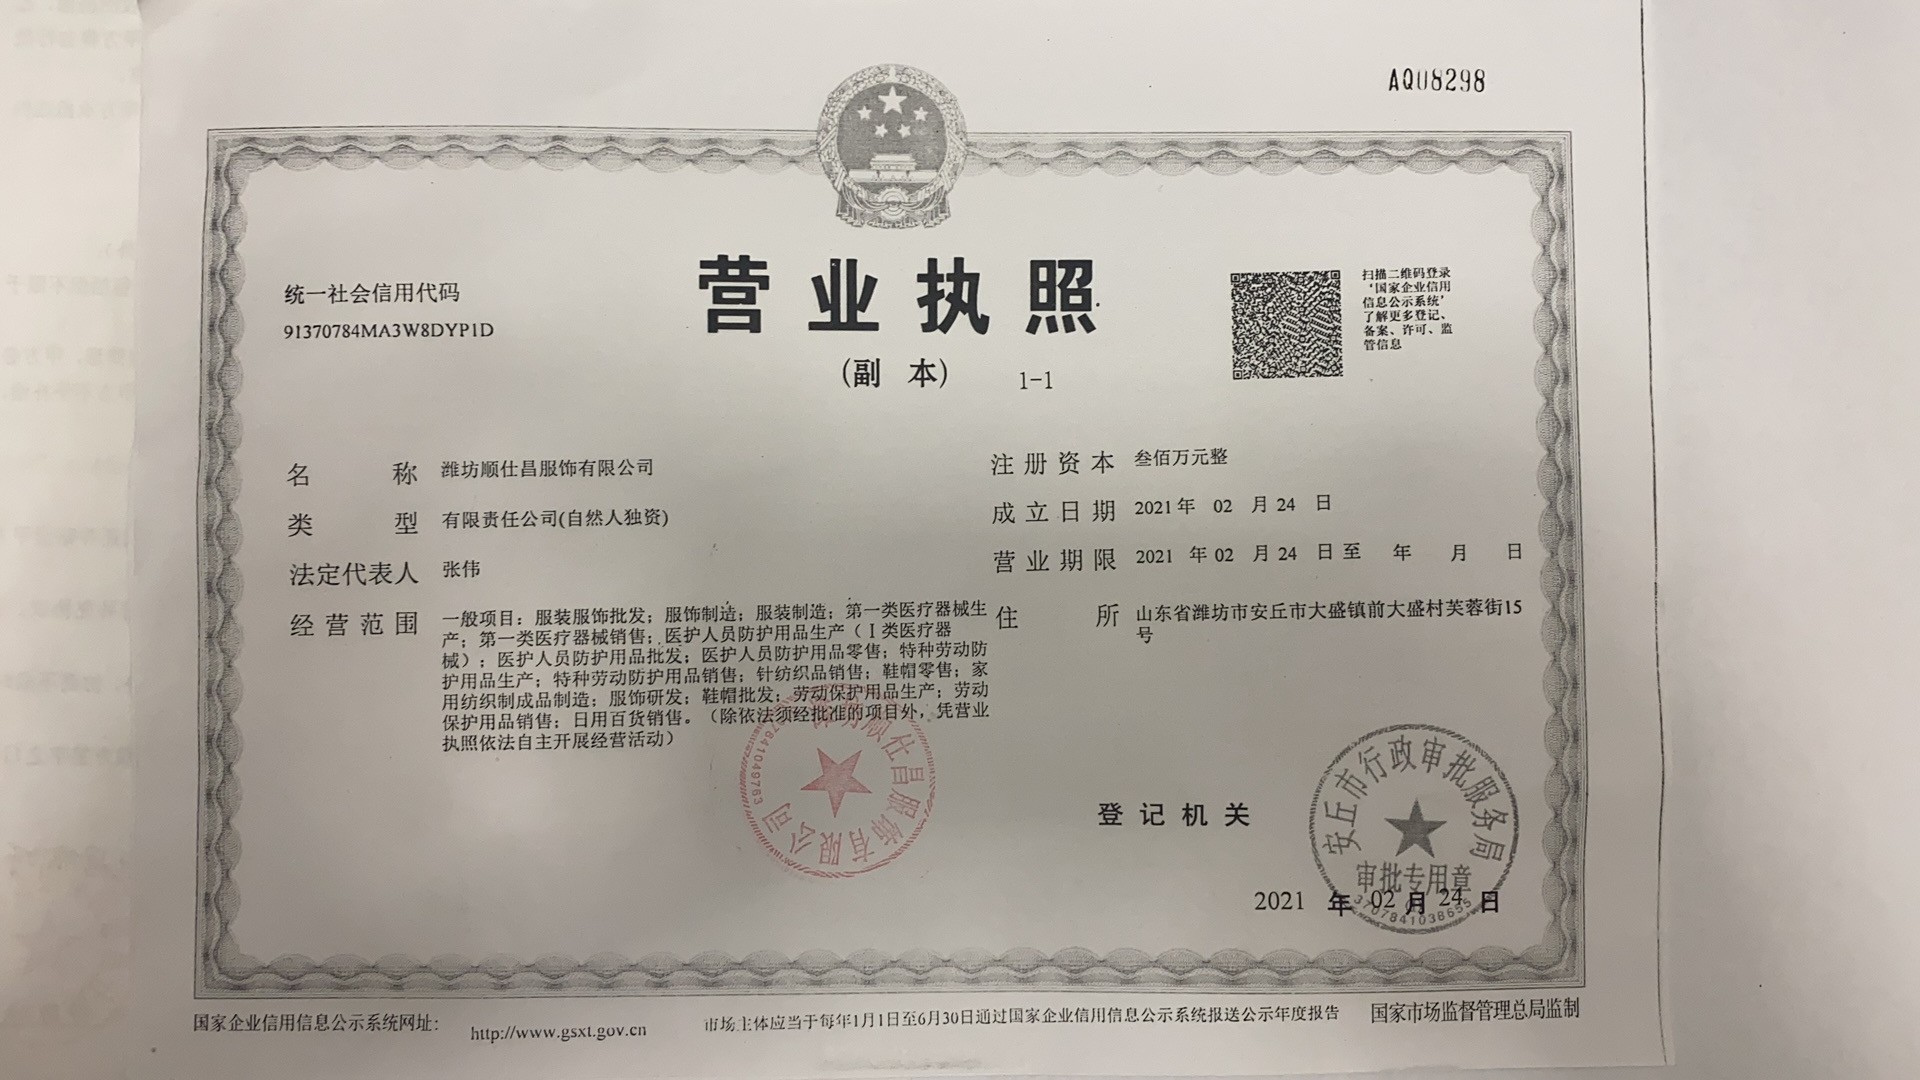 AQ08298
营业执照
(副 本) 1-1
统一社会信用代码
91370784MA3W8DYP1D
扫描二维码登录
‘国家企业信用
信息公示系统’
了解更多登记、
备案、许可、监
管信息
名 称 潍坊顺仕昌服饰有限公司
类 型 有限责任公司(自然人独资)
法定代表人 张伟
经营范围 一般项目：服装服饰批发；服饰制造；服装制造；第一类医疗器械生
产；第一类医疗器械销售；医护人员防护用品生产（Ⅰ类医疗器
械）；医护人员防护用品批发；医护人员防护用品零售；特种劳动防
护用品生产；特种劳动防护用品销售；针纺织品销售；鞋帽零售；家
用纺织制成品制造；服饰研发；鞋帽批发；劳动保护用品生产；劳动
保护用品销售；日用百货销售。（除依法须经批准的项目外，凭营业
执照依法自主开展经营活动）
注册资本 叁佰万元整
成立日期 2021年 02 月 24 日
营业期限 2021 年 02 月 24 日 至 年 月 日
住 所 山东省潍坊市安丘市大盛镇前大盛村芙蓉街15
号
潍坊顺仕昌服饰有限公司
登记机关
安丘市行政审批服务局
审批专用章
3707841038655
2021 年 02 月 24 日
国家企业信用信息公示系统网址： http://www.gsxt.gov.cn
市场主体应当于每年1月1日至6月30日通过国家企业信用信息公示系统报送公示年度报告
国家市场监督管理总局监制